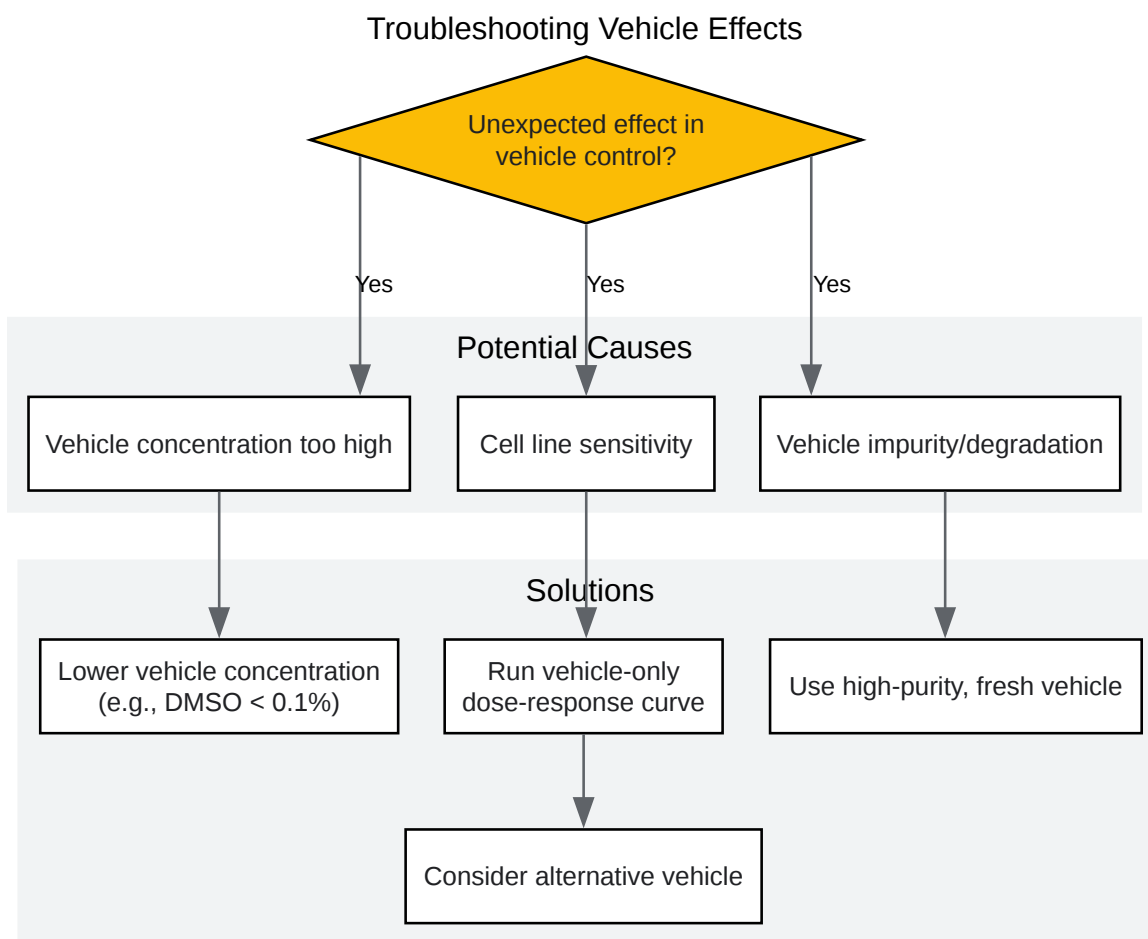 Troubleshooting Vehicle Effects
Unexpected effect in
vehicle control?
Yes
Yes
Yes
Potential Causes
Vehicle concentration too high
Cell line sensitivity
Vehicle impurity/degradation
Solutions
Lower vehicle concentration
(e.g., DMSO < 0.1%)
Run vehicle-only
dose-response curve
Use high-purity, fresh vehicle
Consider alternative vehicle